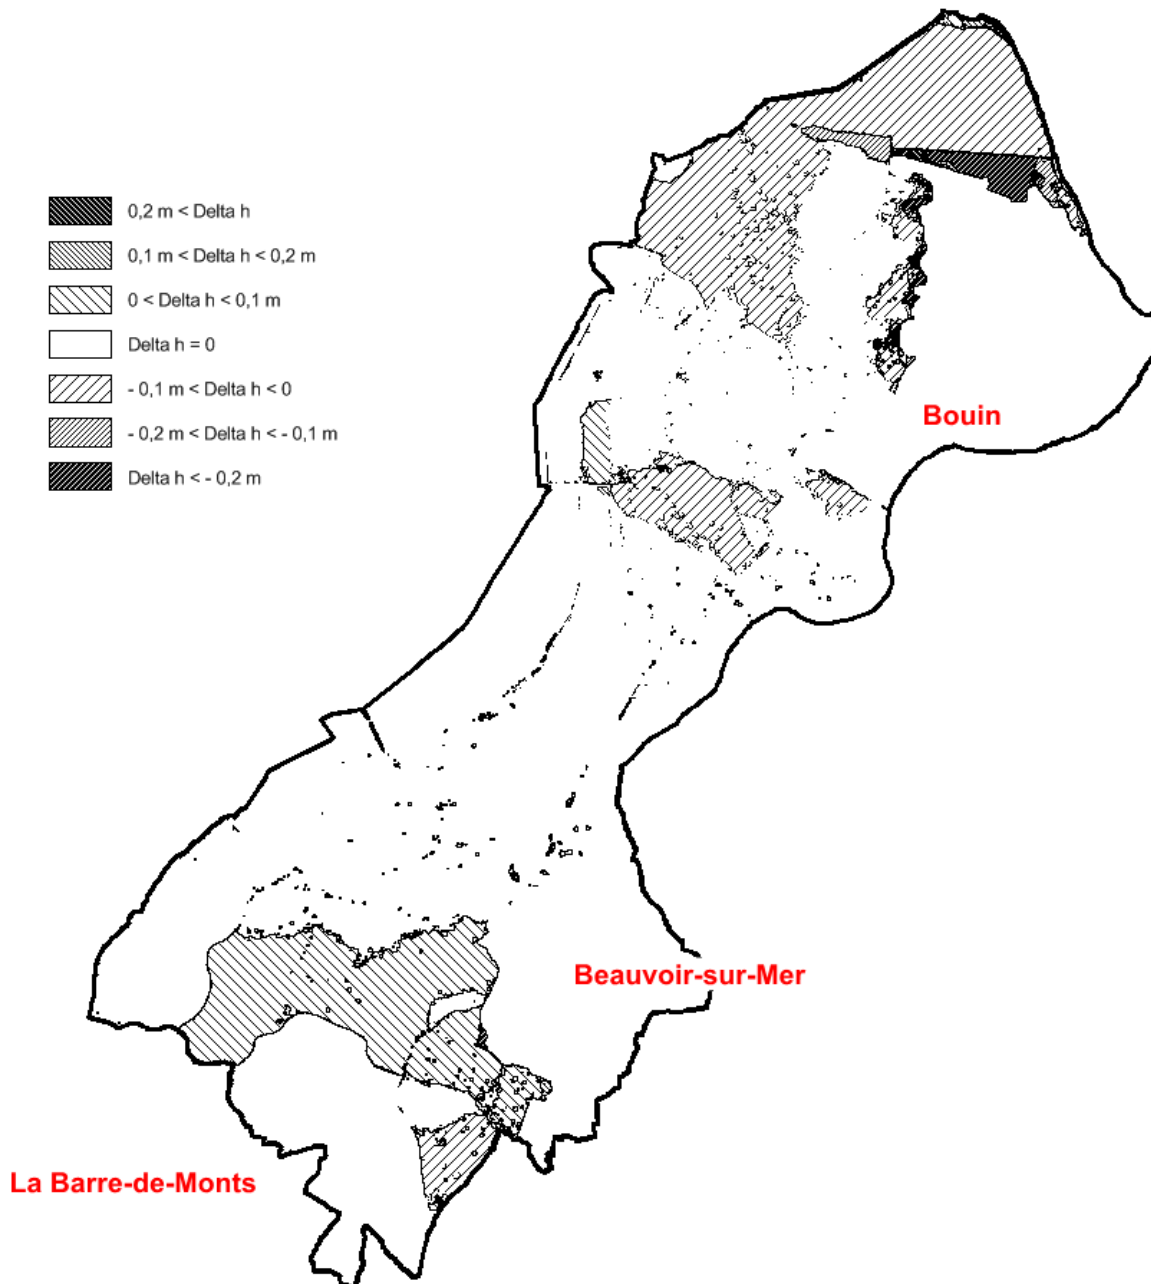 0,2 m < Delta h
0,1 m < Delta h < 0,2 m
0 < Delta h < 0,1 m
Delta h = 0
- 0,1 m < Delta h < 0
- 0,2 m < Delta h < - 0,1 m
Delta h < - 0,2 m
Bouin
Beauvoir-sur-Mer
La Barre-de-Monts